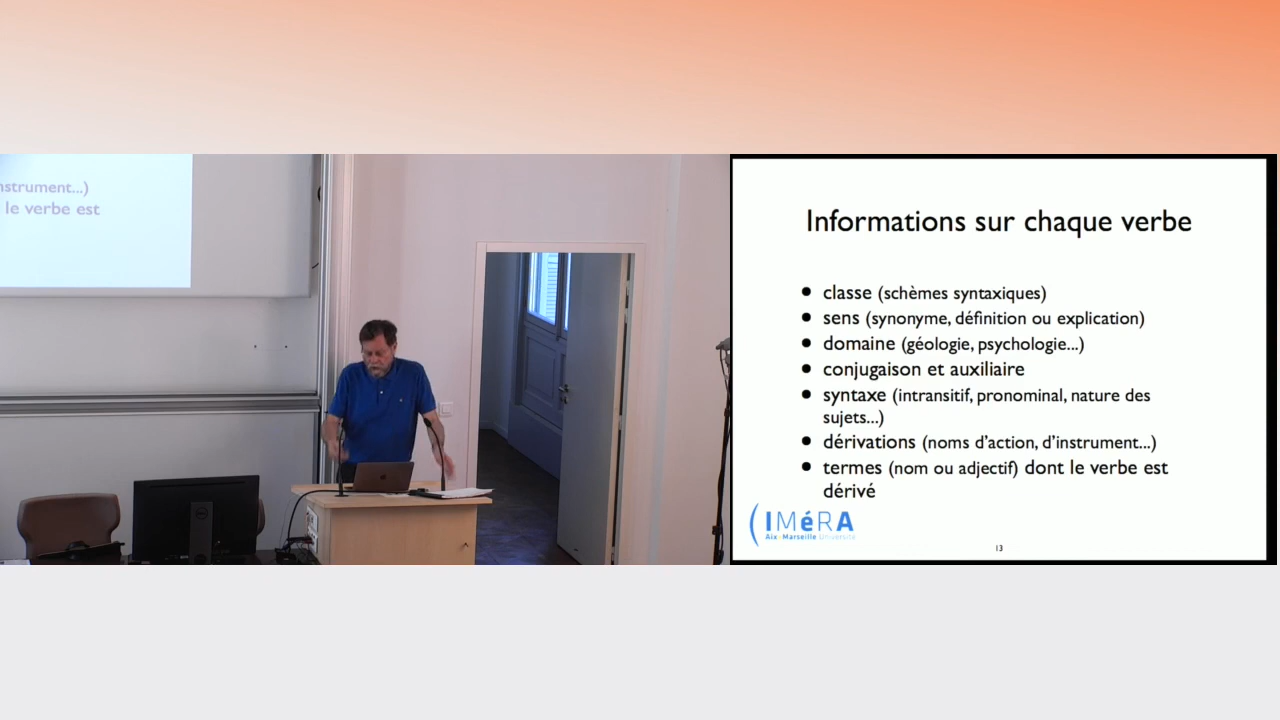 nstrument...)
le verbe est
Informations sur chaque verbe
• classe (schèmes syntaxiques)
• sens (synonyme, définition ou explication)
• domaine (géologie, psychologie...)
• conjugaison et auxiliaire
• syntaxe (intransitif, pronominal, nature des
sujets...)
• dérivations (noms d'action, d'instrument...)
• termes (nom ou adjectif) dont le verbe est
dérivé
IMéRA
Aix•Marseille Université
13
DELL